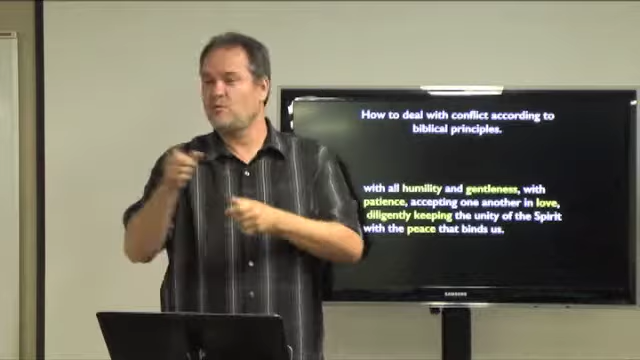 How to deal with conflict according to
biblical principles.
with all humility and gentleness, with
patience, accepting one another in love,
diligently keeping the unity of the Spirit
with the peace that binds us.
SAMSUNG